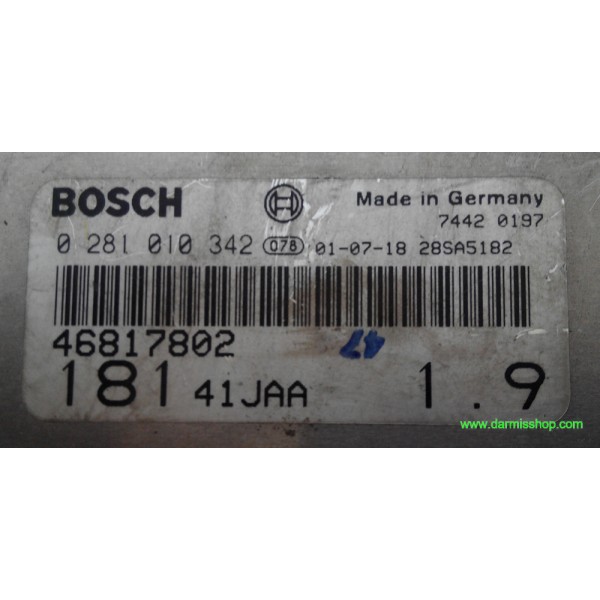 BOSCH Made in Germany
7442 0197
0 281 010 342 078 01-07-18 28SA5182
46817802 47
181 41JAA 1.9
www.darmisshop.com